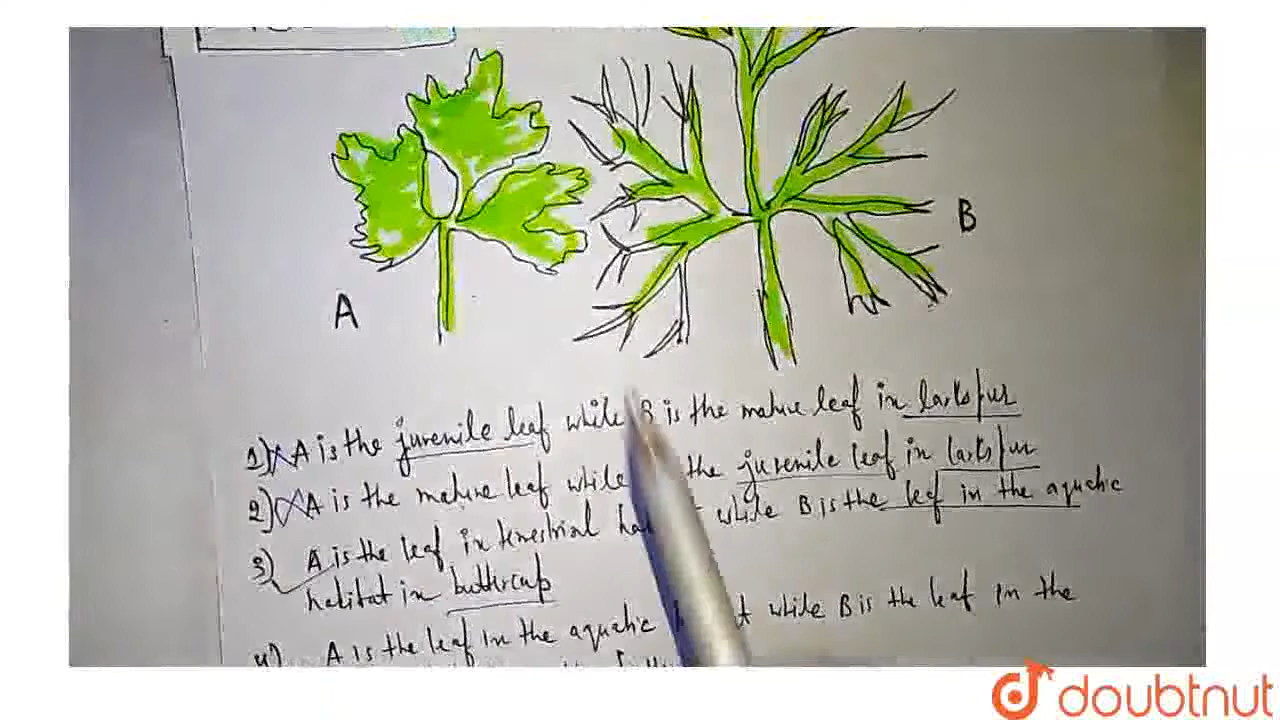 A
B
1) A is the juvenile leaf while B is the mature leaf in larkspur
2) A is the mature leaf while the juvenile leaf in larkspur
3) A is the leaf in terrestrial while B is the leaf in the aquatic
habitat in buttercup
4) A is the leaf in the aquatic while B is the leaf in the
doubtnut